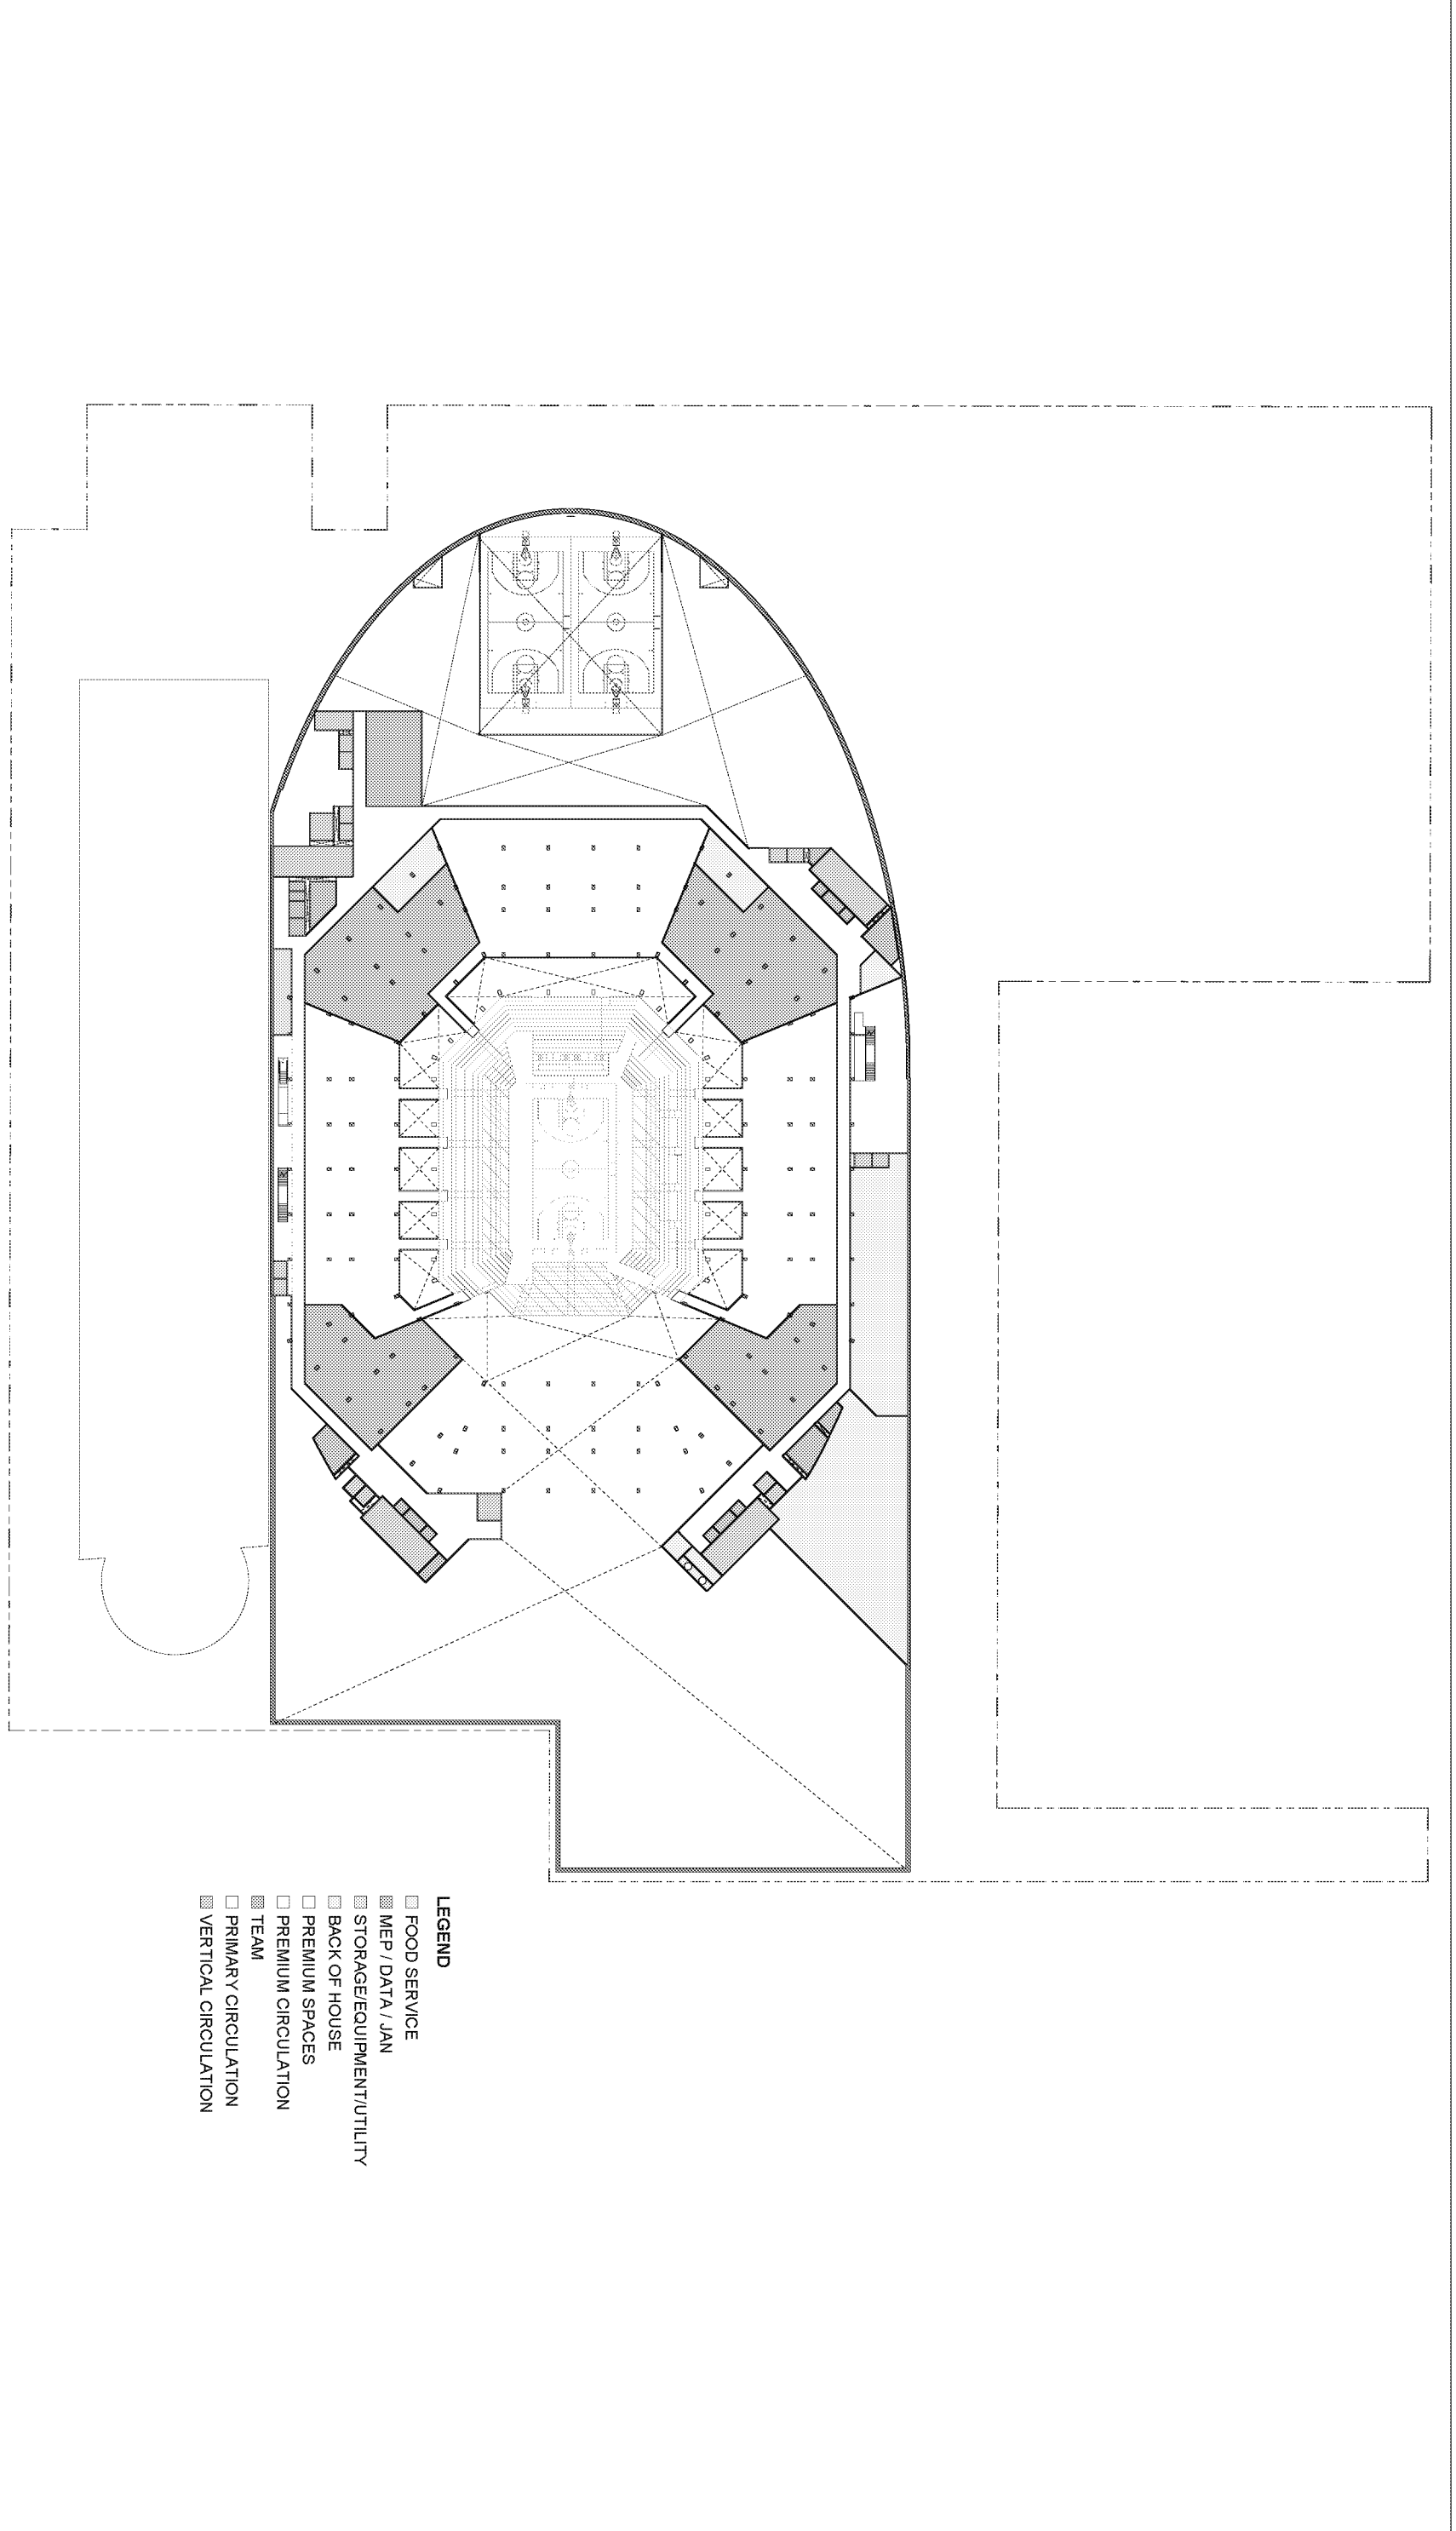 LEGEND
FOOD SERVICE
MEP / DATA / JAN
STORAGE/EQUIPMENT/UTILITY
BACK OF HOUSE
PREMIUM SPACES
PREMIUM CIRCULATION
TEAM
PRIMARY CIRCULATION
VERTICAL CIRCULATION